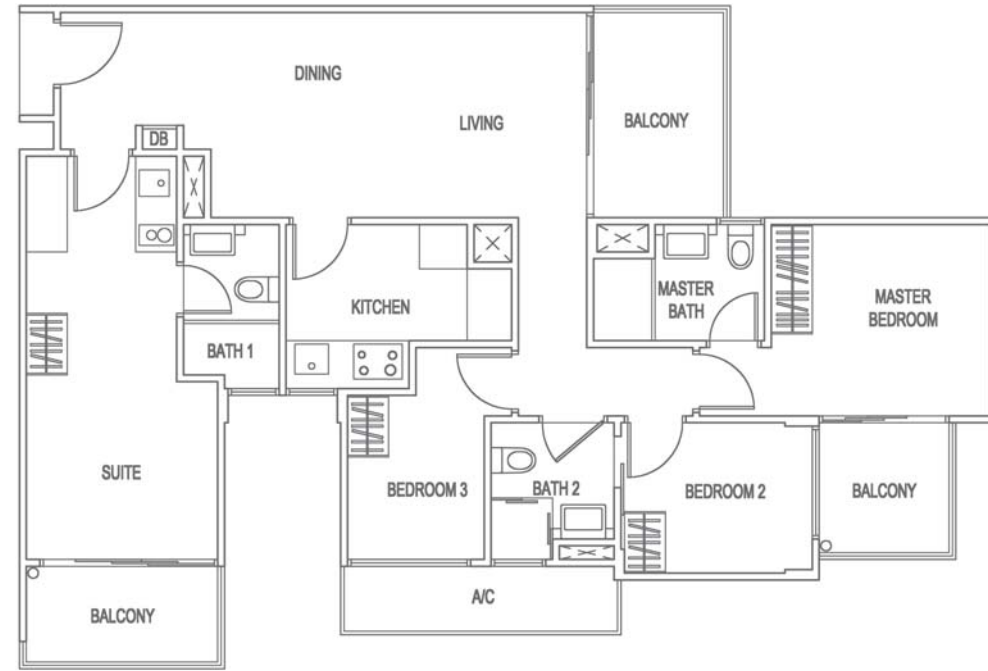 DINING
LIVING
BALCONY
DB
KITCHEN
MASTER
BATH
MASTER
BEDROOM
BATH 1
SUITE
BEDROOM 3
BATH 2
BEDROOM 2
BALCONY
A/C
BALCONY